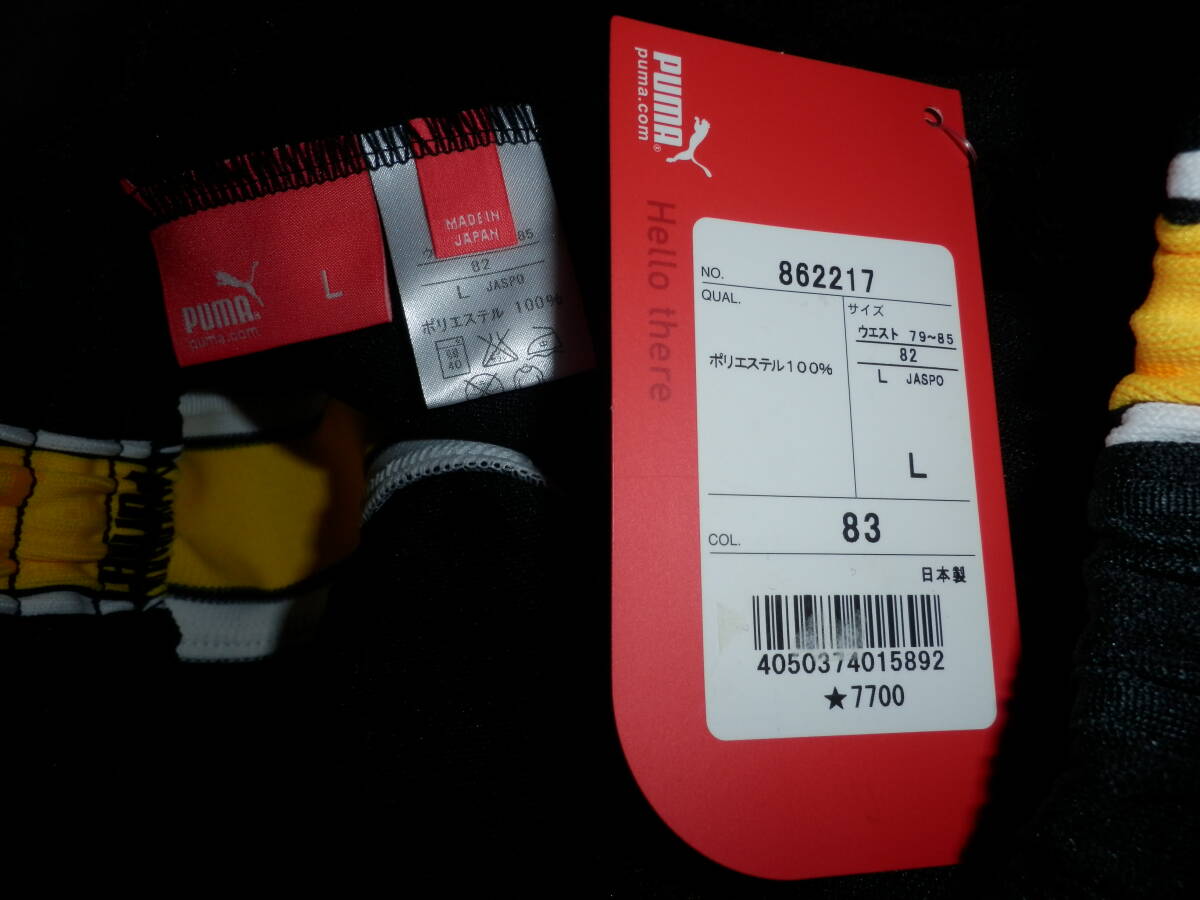 PUMA
puma.com
L
MADE IN
JAPAN
85
82
L JASPO
ポリエステル 100%
PUMA®
puma.com
Hello there
NO. 862217
QUAL.
ポリエステル100%
サイズ
ウエスト 79~85
82
L JASPO
L
COL. 83
日本製
4050374015892
★7700